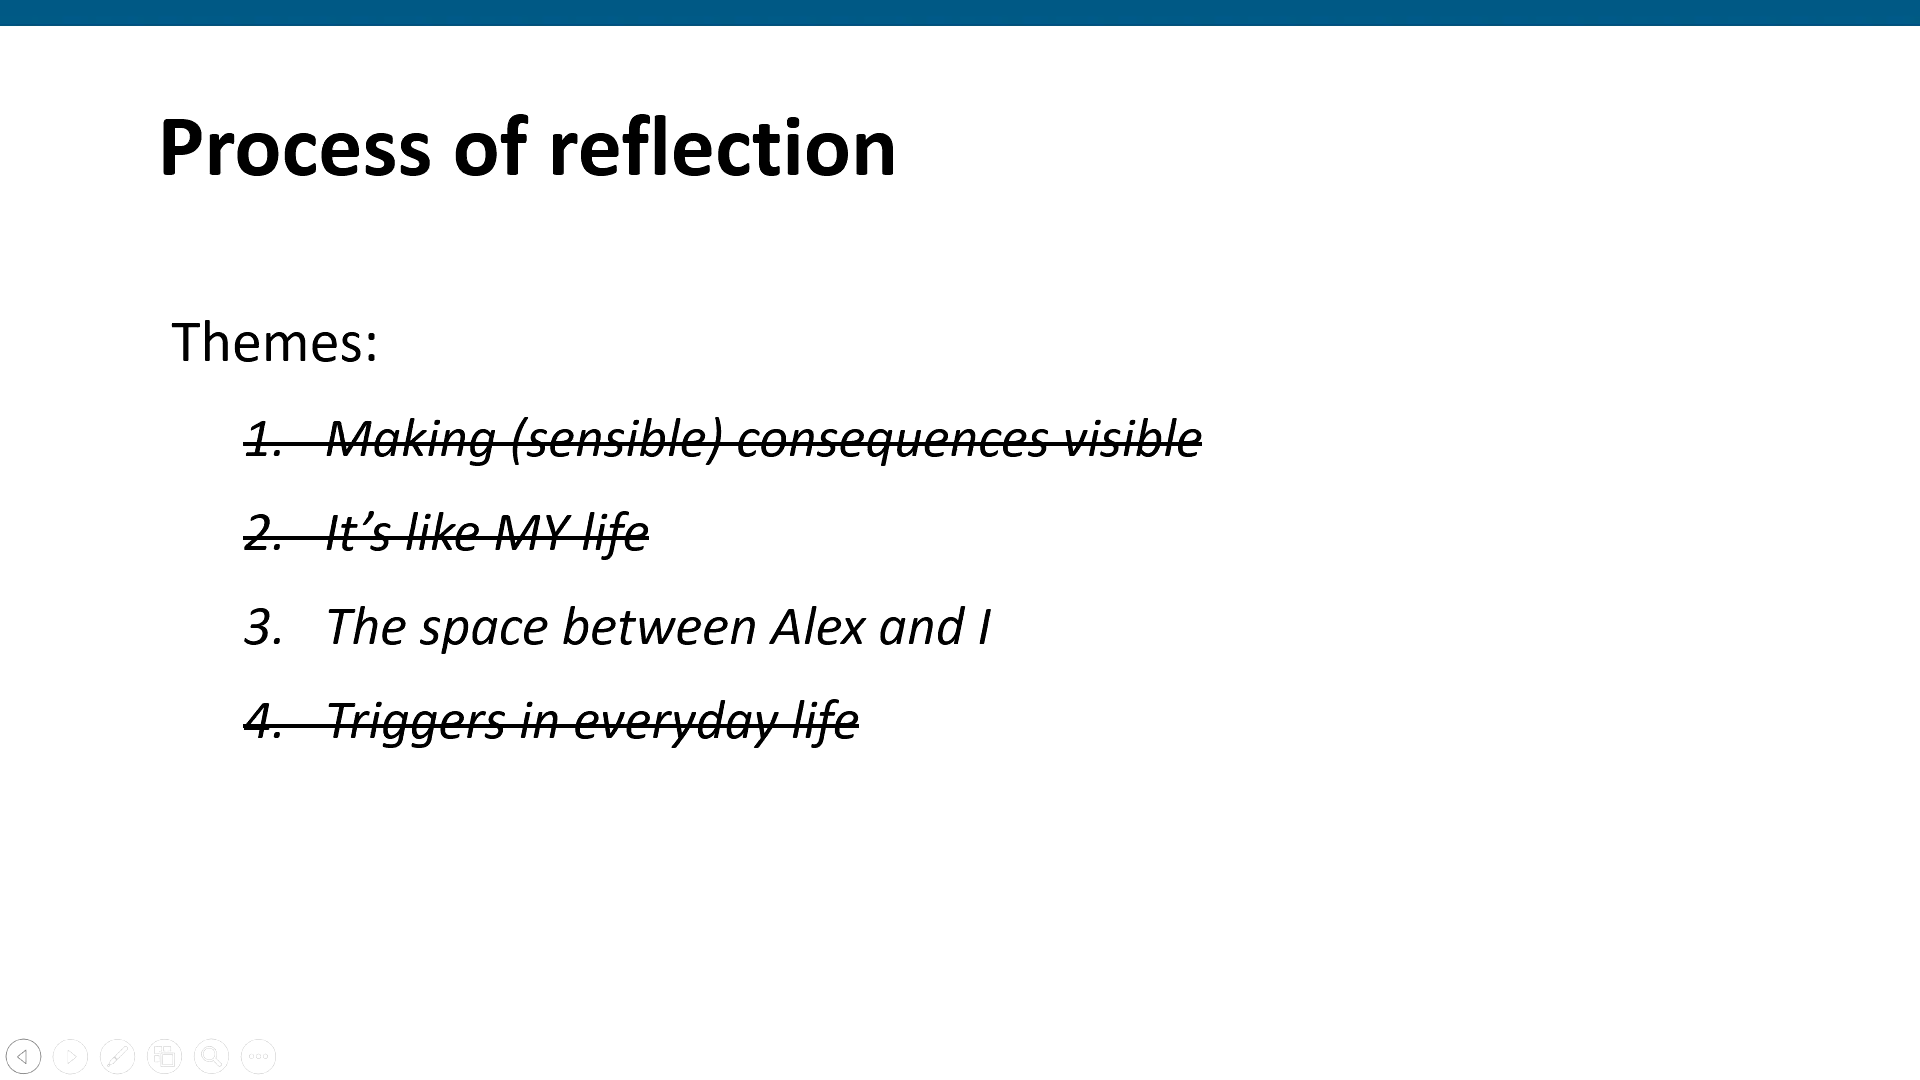 Process of reflection
Themes:
1. Making (sensible) consequences visible
2. It’s like MY life
3. The space between Alex and I
4. Triggers in everyday life